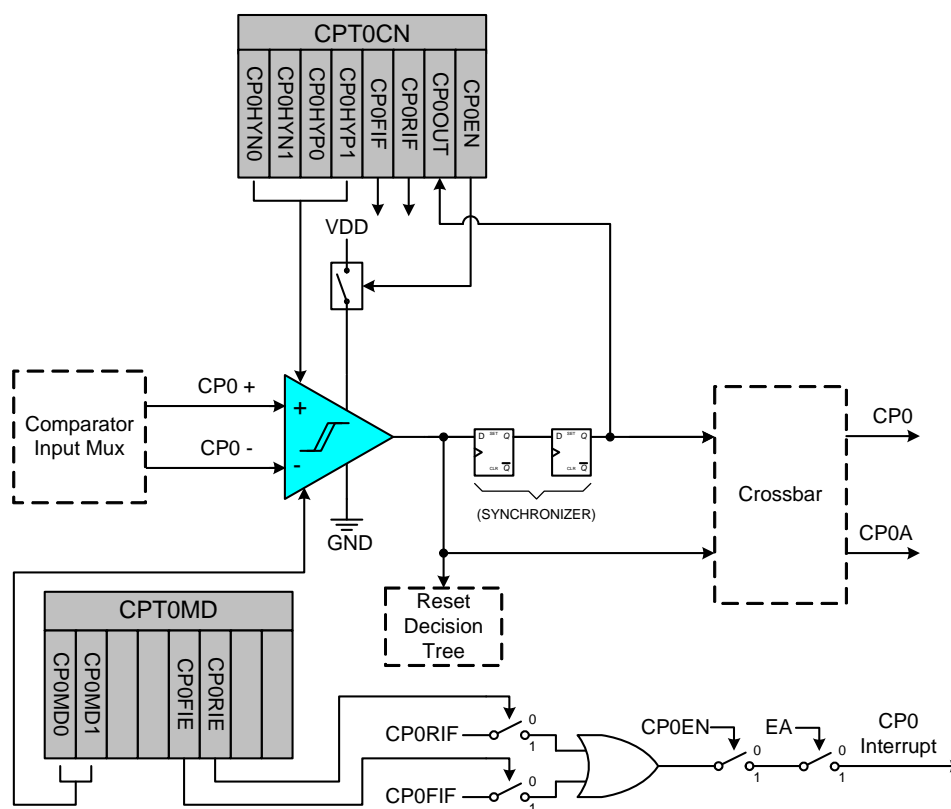 CPT0CN
CP0HYN0
CP0HYN1
CP0HYP0
CP0HYP1
CP0FIF
CP0RIF
CP0OUT
CP0EN
VDD
Comparator
Input Mux
CP0 +
CP0 -
+
-
GND
D SET Q
CLR Q
D SET Q
CLR Q
(SYNCHRONIZER)
Crossbar
CP0
CP0A
Reset
Decision
Tree
CPT0MD
CP0MD0
CP0MD1
CP0FIE
CP0RIE
CP0RIF
0
1
CP0FIF
0
1
CP0EN
0
1
EA
0
1
CP0
Interrupt